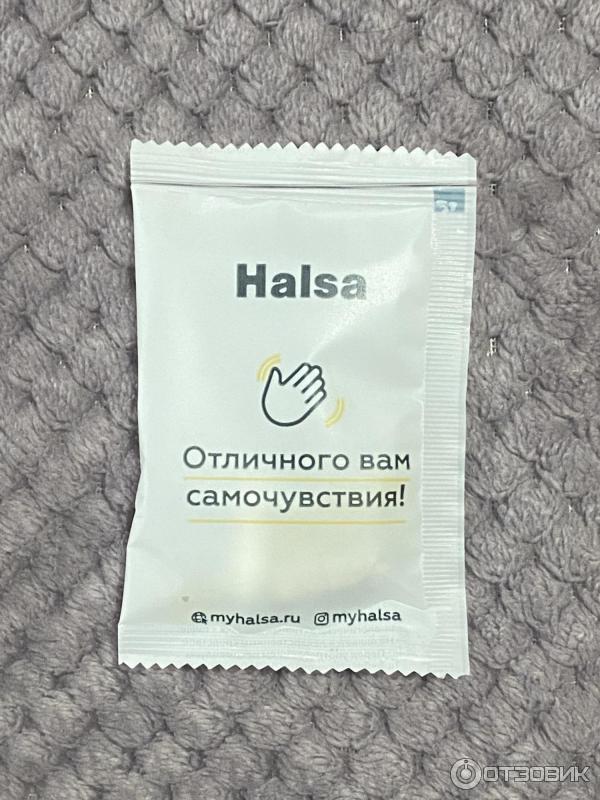 Halsa
Отличного вам
самочувствия!
myhalsa.ru myhalsa
ОТЗОВИК